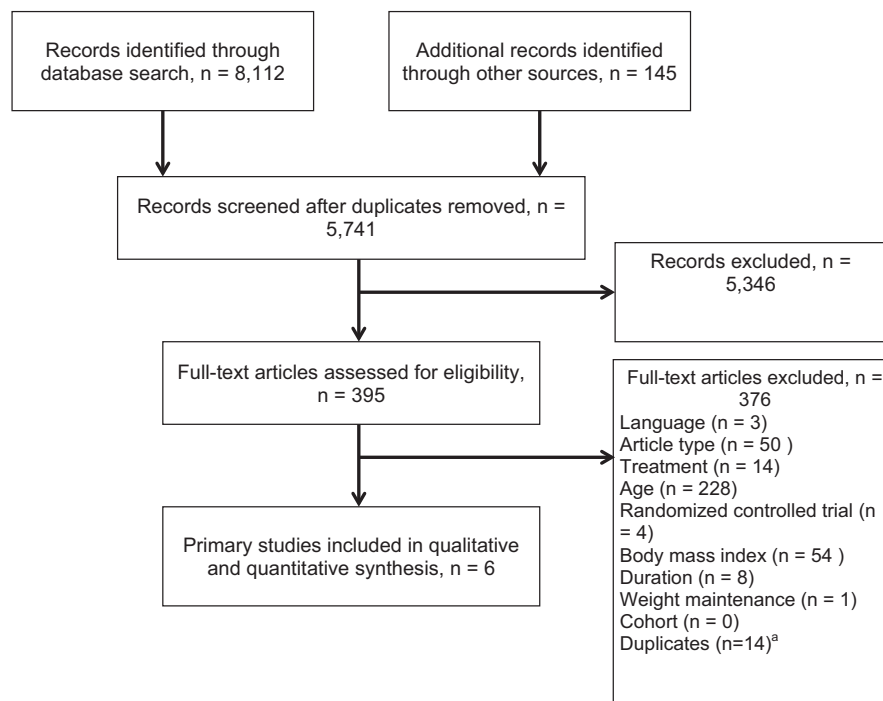 Records identified through
database search, n = 8,112
Additional records identified
through other sources, n = 145
Records screened after duplicates removed, n =
5,741
Records excluded, n =
5,346
Full-text articles assessed for eligibility,
n = 395
Full-text articles excluded, n =
376
Language (n = 3)
Article type (n = 50 )
Treatment (n = 14)
Age (n = 228)
Randomized controlled trial (n
= 4)
Body mass index (n = 54 )
Duration (n = 8)
Weight maintenance (n = 1)
Cohort (n = 0)
Duplicates (n=14)a
Primary studies included in qualitative
and quantitative synthesis, n = 6